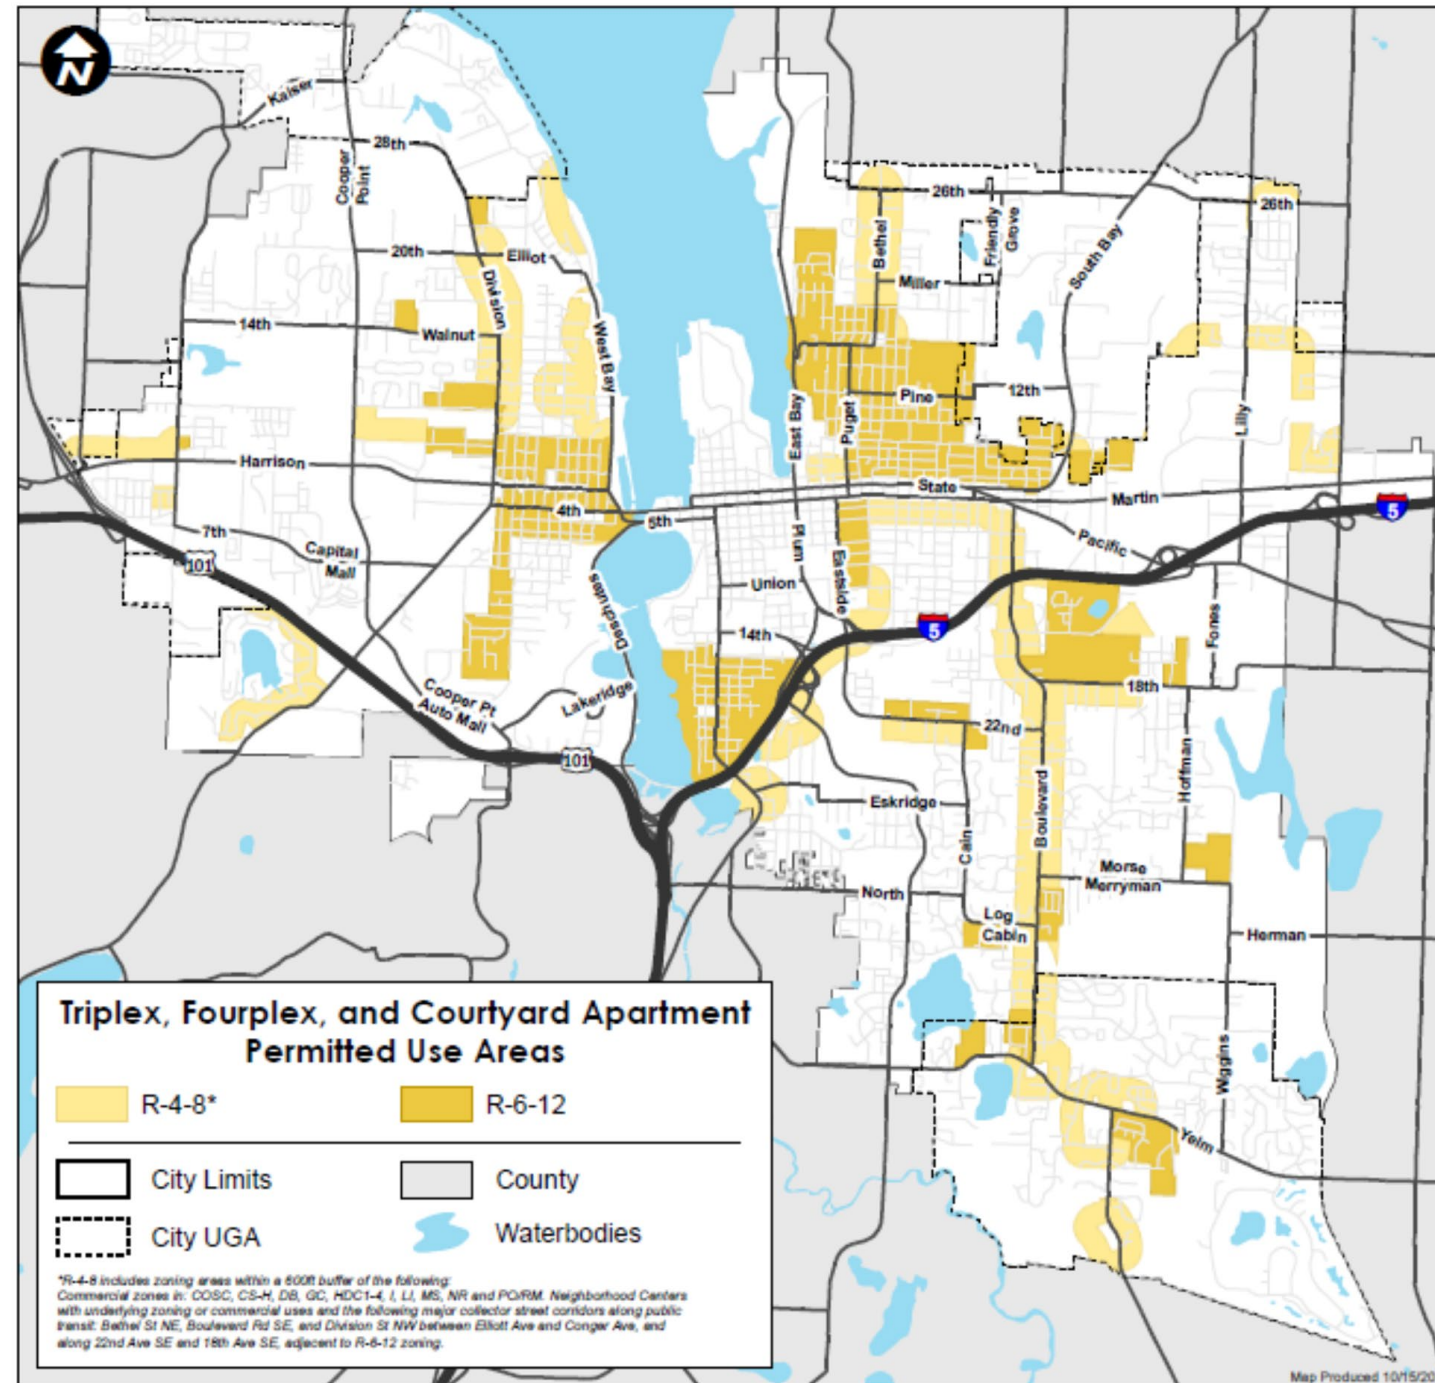 N
Kaiser
28th
Cooper
Point
20th
Elliot
Division
14th
Walnut
West Bay
Harrison
4th
5th
7th
Capital
Mall
101
Deschutes
Cooper Pt
Auto Mall
Lakeridge
101
26th
26th
Bethel
Friendly
Grove
South Bay
Miller
12th
Pine
East Bay
Puget
Lilly
State
Martin
Pacific
5
Plum
Eastside
Union
14th
5
Fones
18th
22nd
Hoffman
Boulevard
Eskridge
Cain
Morse
Merryman
North
Log
Cabin
Herman
Wiggins
Yelm
Triplex, Fourplex, and Courtyard Apartment
Permitted Use Areas
R-4-8*
R-6-12
City Limits
County
City UGA
Waterbodies
*R-4-8 includes zoning areas within a 600ft buffer of the following:
Commercial zones in: COSC, CS-H, DB, GC, HDC1-4, I, LI, MS, NR and PO/RM. Neighborhood Centers
with underlying zoning or commercial uses and the following major collector street corridors along public
transit: Bethel St NE, Boulevard Rd SE, and Division St NW between Elliott Ave and Conger Ave, and
along 22nd Ave SE and 18th Ave SE, adjacent to R-6-12 zoning.
Map Produced 10/15/20